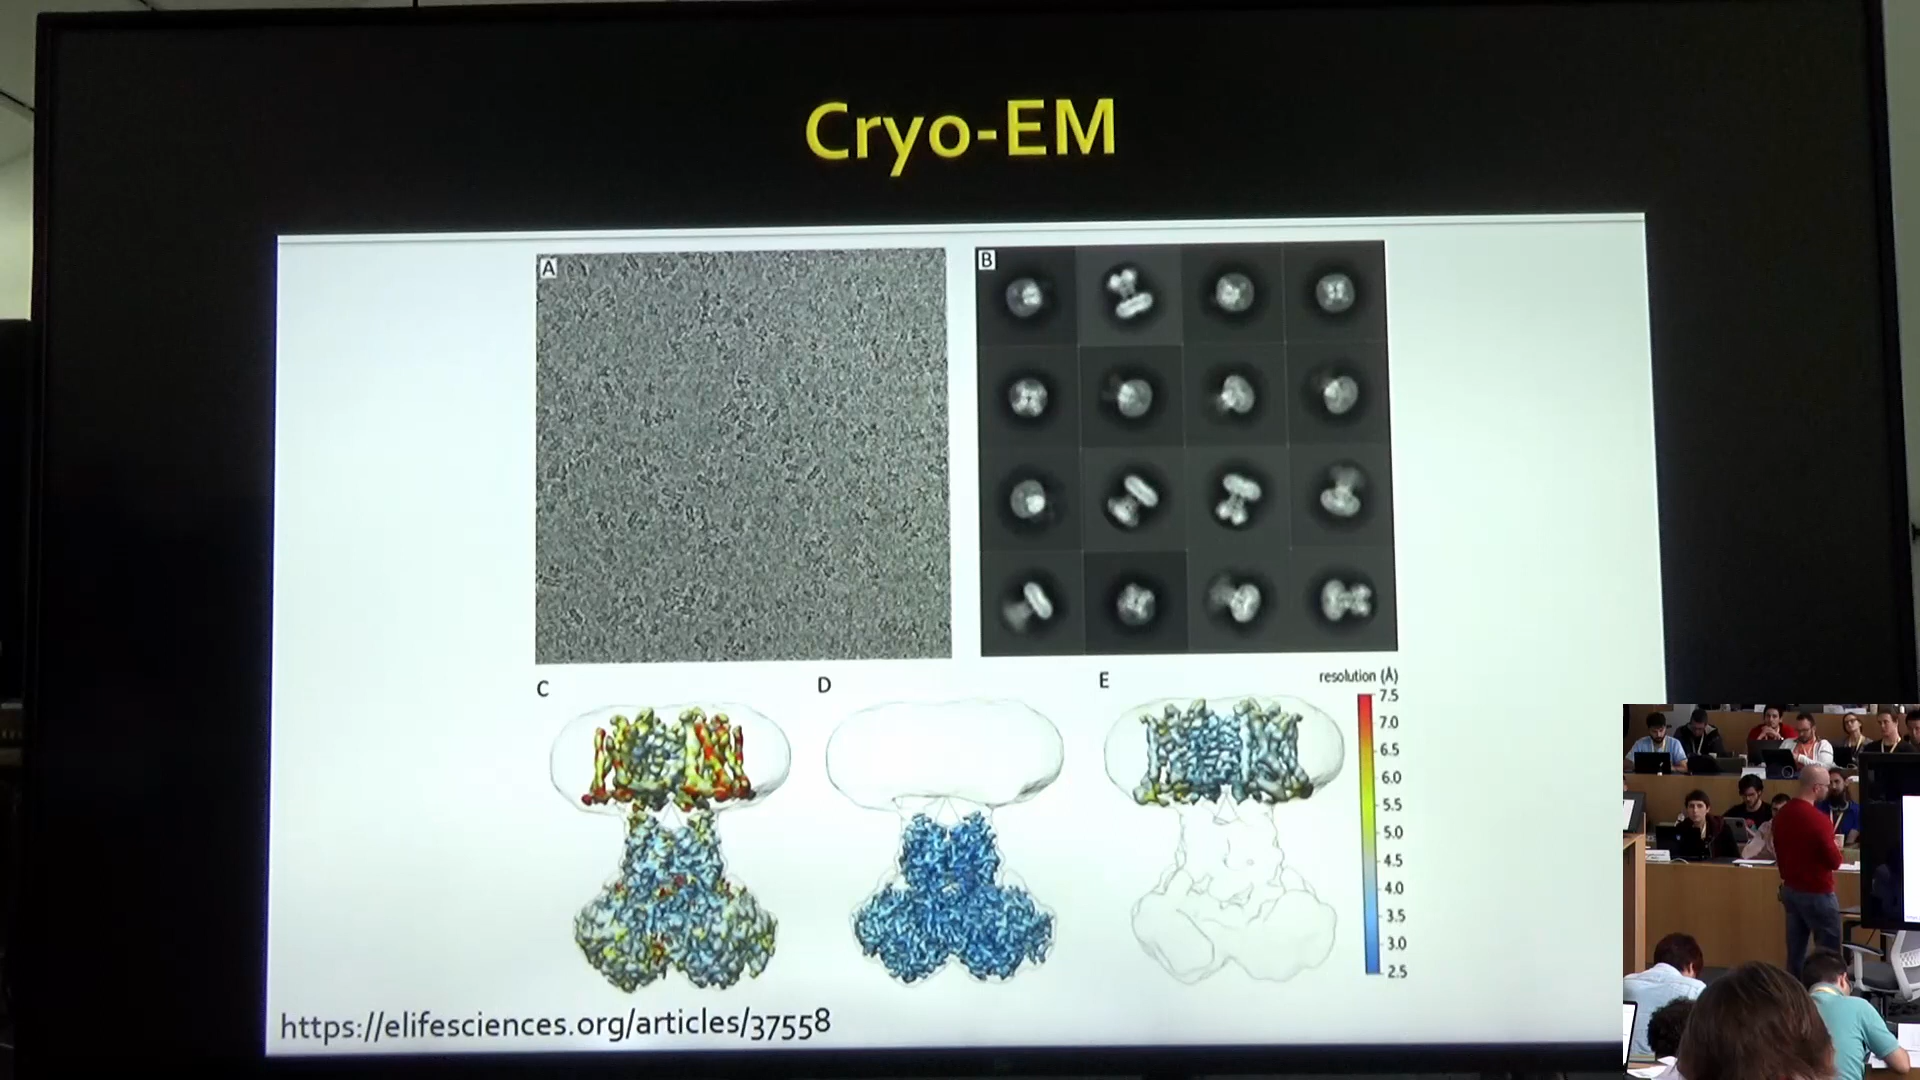 Cryo-EM
A
B
C
D
E
resolution (Å)
7.5
7.0
6.5
6.0
5.5
5.0
4.5
4.0
3.5
3.0
2.5
https://elifesciences.org/articles/37558